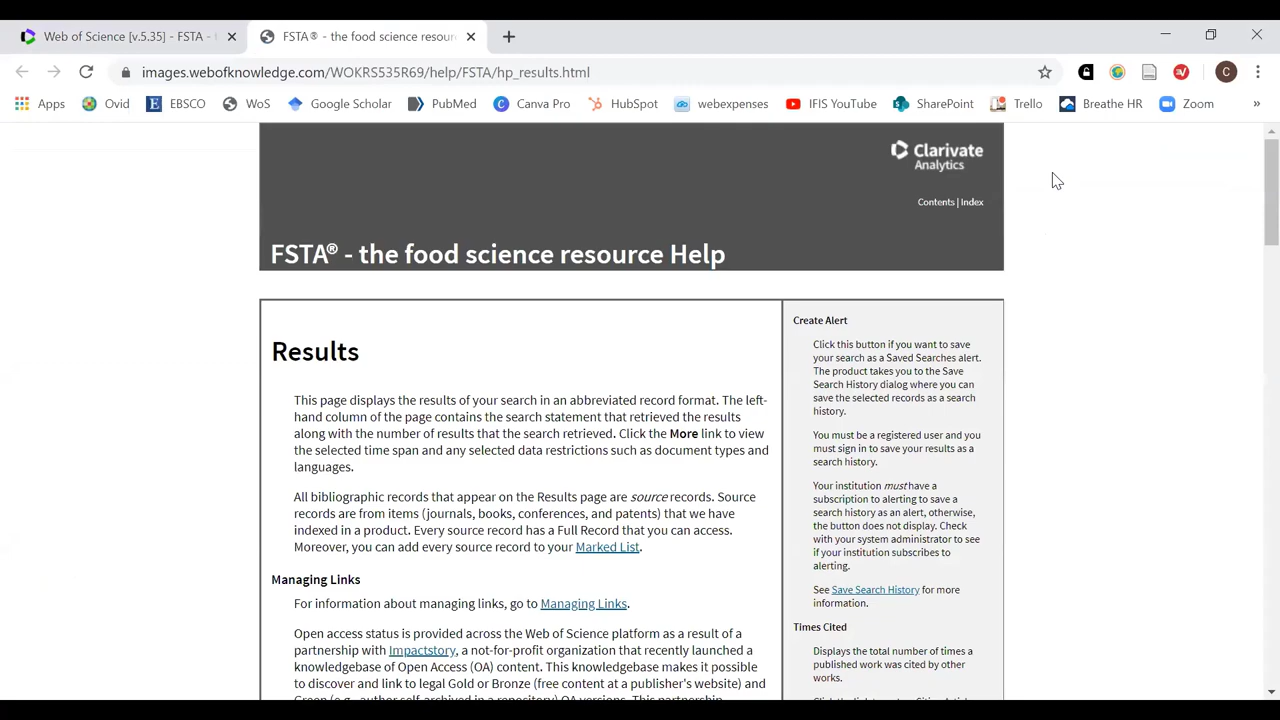 Web of Science [v.5.35] - FSTA -
FSTA® - the food science resour
images.webofknowledge.com/WOKRS535R69/help/FSTA/hp_results.html
C
Apps
Ovid
EBSCO
WoS
Google Scholar
PubMed
Canva Pro
HubSpot
webexpenses
IFIS YouTube
SharePoint
Trello
Breathe HR
Zoom
»
Clarivate
Analytics
Contents | Index
FSTA® - the food science resource Help
Results
This page displays the results of your search in an abbreviated record format. The left-
hand column of the page contains the search statement that retrieved the results
along with the number of results that the search retrieved. Click the More link to view
the selected time span and any selected data restrictions such as document types and
languages.
All bibliographic records that appear on the Results page are source records. Source
records are from items (journals, books, conferences, and patents) that we have
indexed in a product. Every source record has a Full Record that you can access.
Moreover, you can add every source record to your Marked List.
Managing Links
For information about managing links, go to Managing Links.
Open access status is provided across the Web of Science platform as a result of a
partnership with Impactstory, a not-for-profit organization that recently launched a
knowledgebase of Open Access (OA) content. This knowledgebase makes it possible
to discover and link to legal Gold or Bronze (free content at a publisher's website) and
Green (e.g., author self-archived in a repository) OA versions. This partnership
Create Alert
Click this button if you want to save
your search as a Saved Searches alert.
The product takes you to the Save
Search History dialog where you can
save the selected records as a search
history.
You must be a registered user and you
must sign in to save your results as a
search history.
Your institution must have a
subscription to alerting to save a
search history as an alert, otherwise,
the button does not display. Check
with your system administrator to see
if your institution subscribes to
alerting.
See Save Search History for more
information.
Times Cited
Displays the total number of times a
published work was cited by other
works.